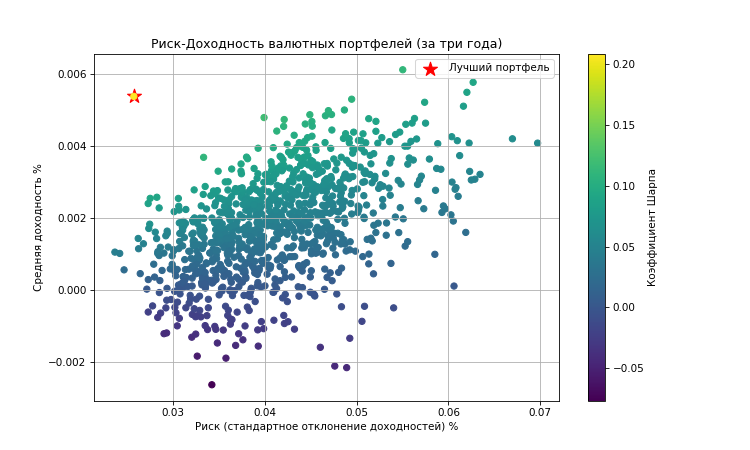 Риск-Доходность валютных портфелей (за три года)
Лучший портфель
0.006
0.004
0.002
0.000
−0.002
Средняя доходность %
0.03 0.04 0.05 0.06 0.07
Риск (стандартное отклонение доходностей) %
0.20
0.15
0.10
0.05
0.00
−0.05
Коэффициент Шарпа